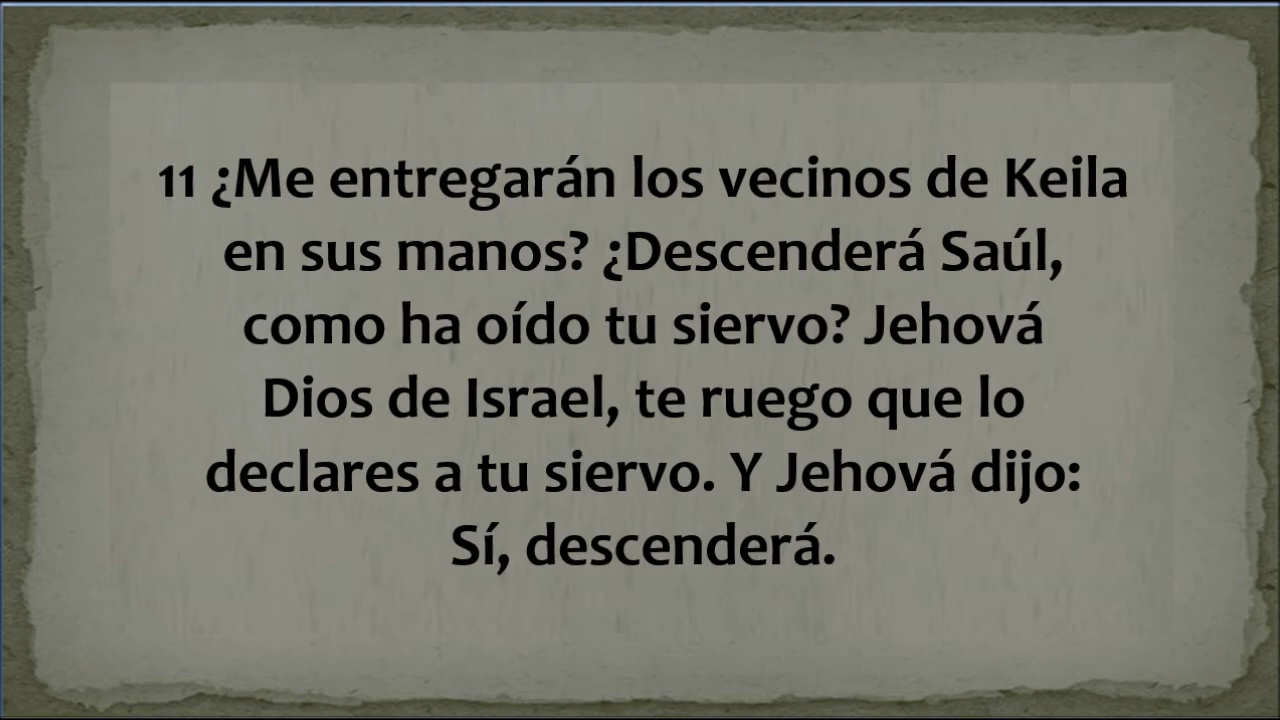 11 ¿Me entregarán los vecinos de Keila
en sus manos? ¿Descenderá Saúl,
como ha oído tu siervo? Jehová
Dios de Israel, te ruego que lo
declares a tu siervo. Y Jehová dijo:
Sí, descenderá.